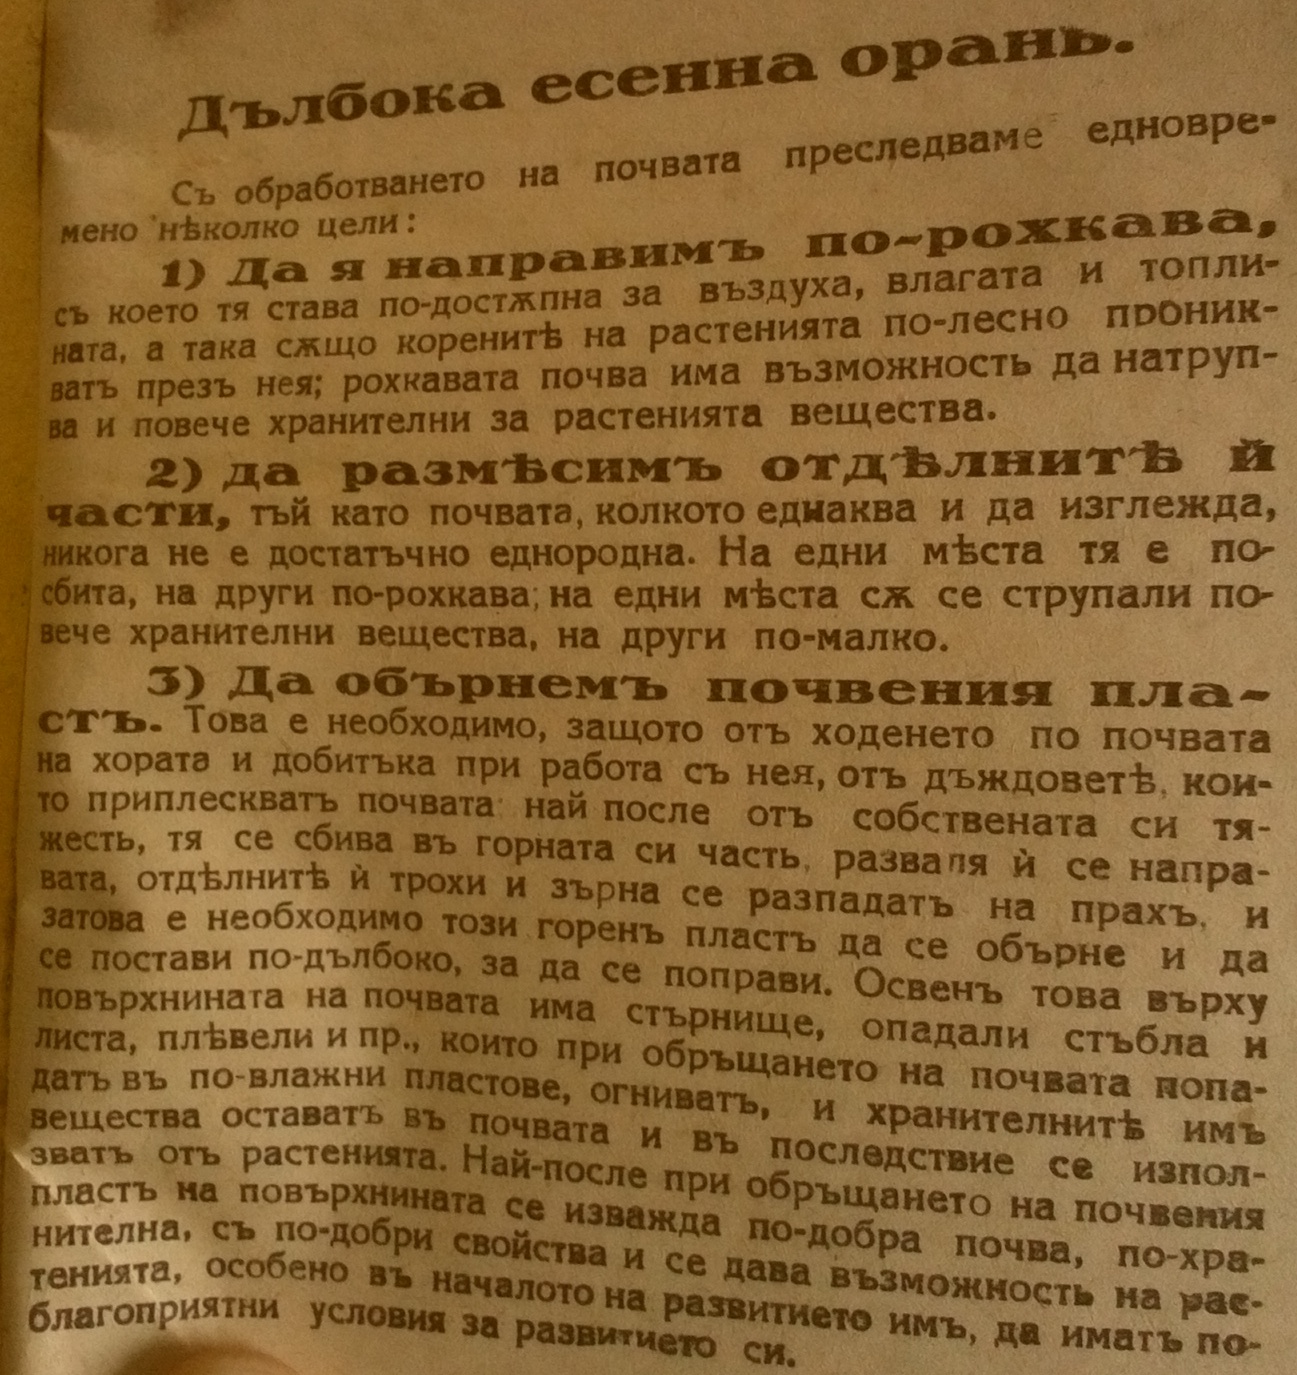 Дълбока есенна орань.
Съ обработването на почвата преследваме едновре-
мено нѣколко цели:
1) Да я направимъ по-рохкава,
съ което тя става по-достѫпна за въздуха, влагата и топли-
ната, а така сѫщо коренитѣ на растенията по-лесно проник-
ватъ презъ нея; рохкавата почва има възможность да натруп-
ва и повече хранителни за растенията вещества.
2) да размѣсимъ отдѣлнитѣ й
части, тъй като почвата, колкото еднаква и да изглежда,
никога не е достатъчно еднородна. На едни мѣста тя е по-
сбита, на други по-рохкава; на едни мѣста сѫ се струпали по-
вече хранителни вещества, на други по-малко.
3) Да обърнемъ почвения пла-
стъ. Това е необходимо, защото отъ ходенето по почвата
на хората и добитъка при работа съ нея, отъ дъждоветѣ, кои-
то приплескватъ почвата най после отъ собствената си тя-
жесть, тя се сбива въ горната си часть, разваля ѝ се напра-
вата, отдѣлнитѣ ѝ трохи и зърна се разпадатъ на прахъ, и
затова е необходимо този горенъ пластъ да се обърне и да
се постави по-дълбоко, за да се поправи. Освенъ това върху
повърхнината на почвата има стърнище, опадали стъбла и
листа, плѣвели и пр., които при обръщането на почвата попа-
датъ въ по-влажни пластове, огниватъ, и хранителнитѣ имъ
вещества оставатъ въ почвата и въ последствие се изпол-
зватъ отъ растенията. Най-после при обръщането на почвения
пластъ на повърхнината се изважда по-добра почва, по-хра-
нителна, съ по-добри свойства и се дава възможность на рас-
тенията, особено въ началото на развитието имъ, да иматъ по-
благоприятни условия за развитието си.